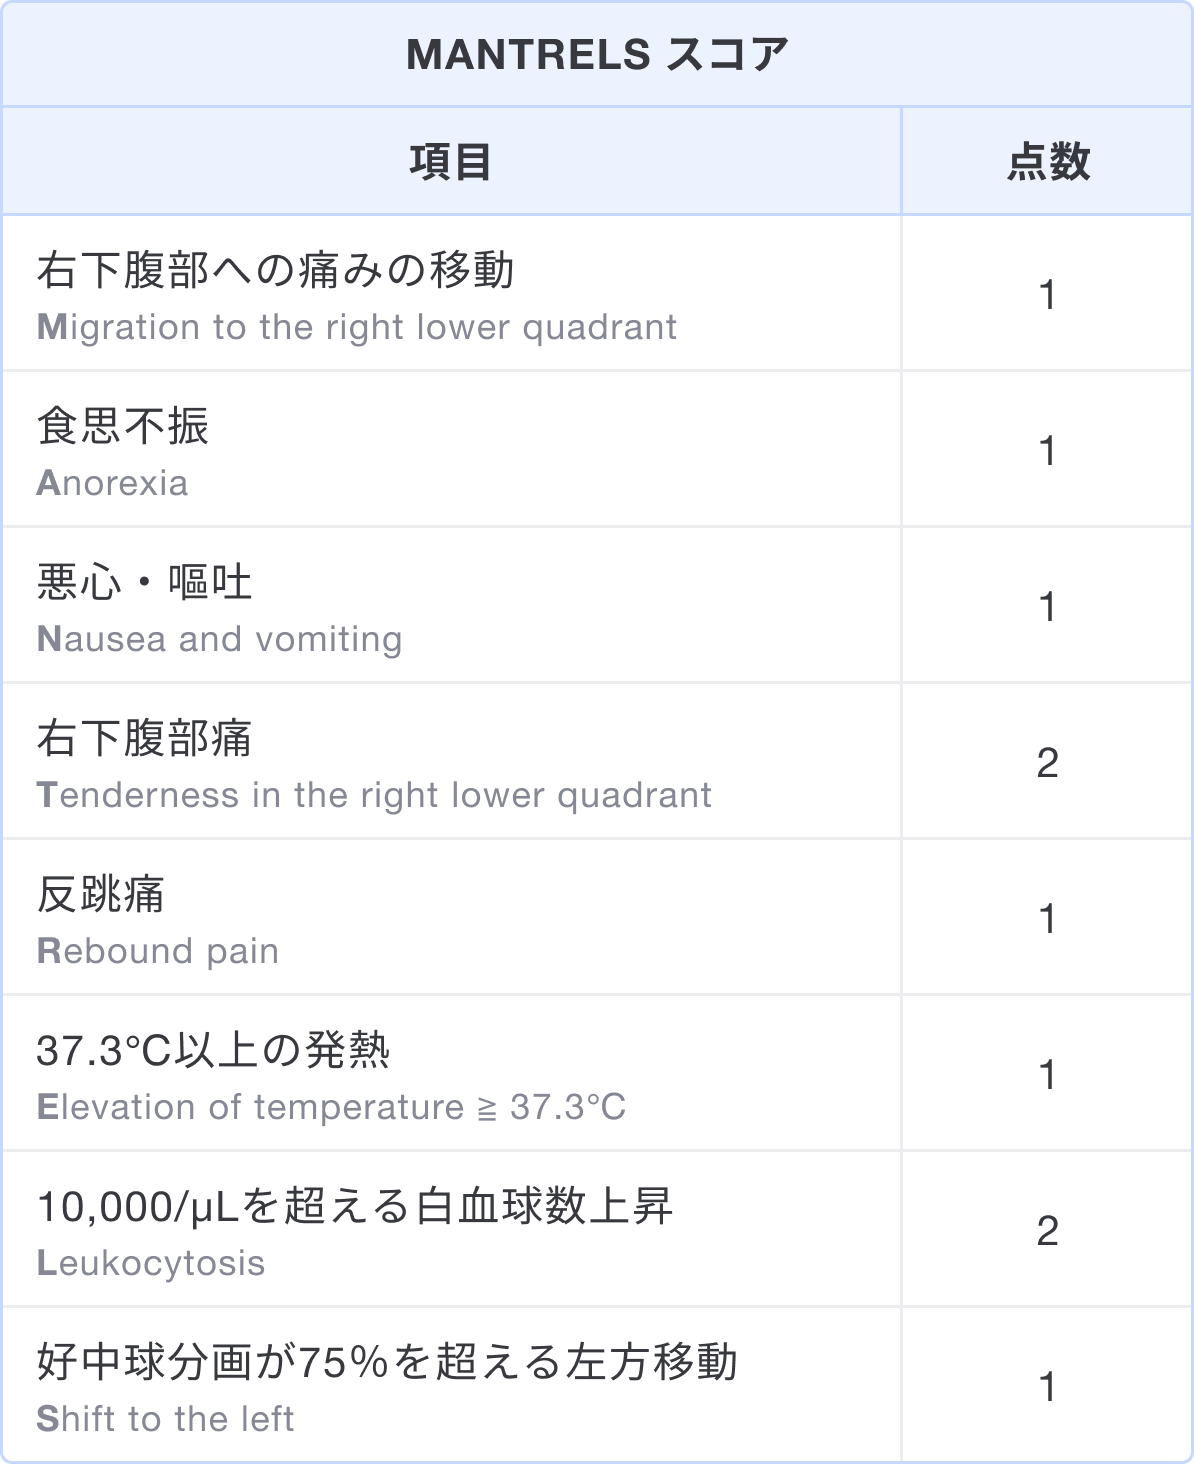 MANTRELS スコア
項目
点数
右下腹部への痛みの移動
Migration to the right lower quadrant
1
食思不振
Anorexia
1
悪心・嘔吐
Nausea and vomiting
1
右下腹部痛
Tenderness in the right lower quadrant
2
反跳痛
Rebound pain
1
37.3℃以上の発熱
Elevation of temperature ≧ 37.3℃
1
10,000/μLを超える白血球数上昇
Leukocytosis
2
好中球分画が75%を超える左方移動
Shift to the left
1